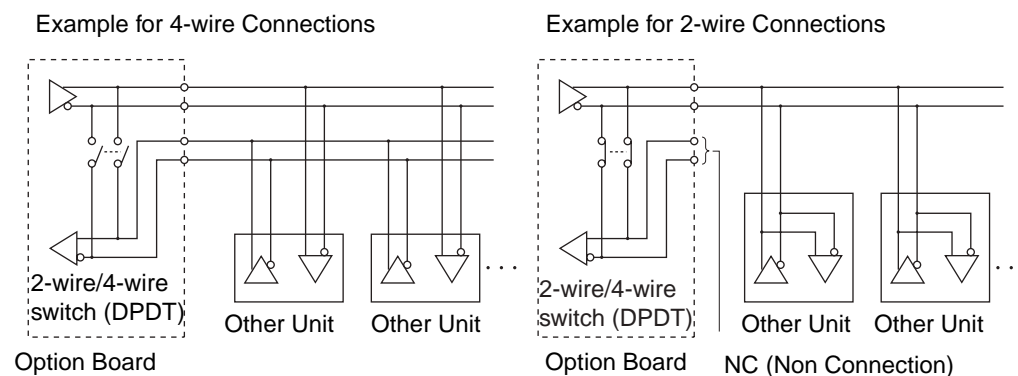 Example for 4-wire Connections
Example for 2-wire Connections
2-wire/4-wire
switch (DPDT)
Other Unit
Other Unit
. . .
Option Board
2-wire/4-wire
switch (DPDT)
Other Unit
Other Unit
. .
Option Board
NC (Non Connection)